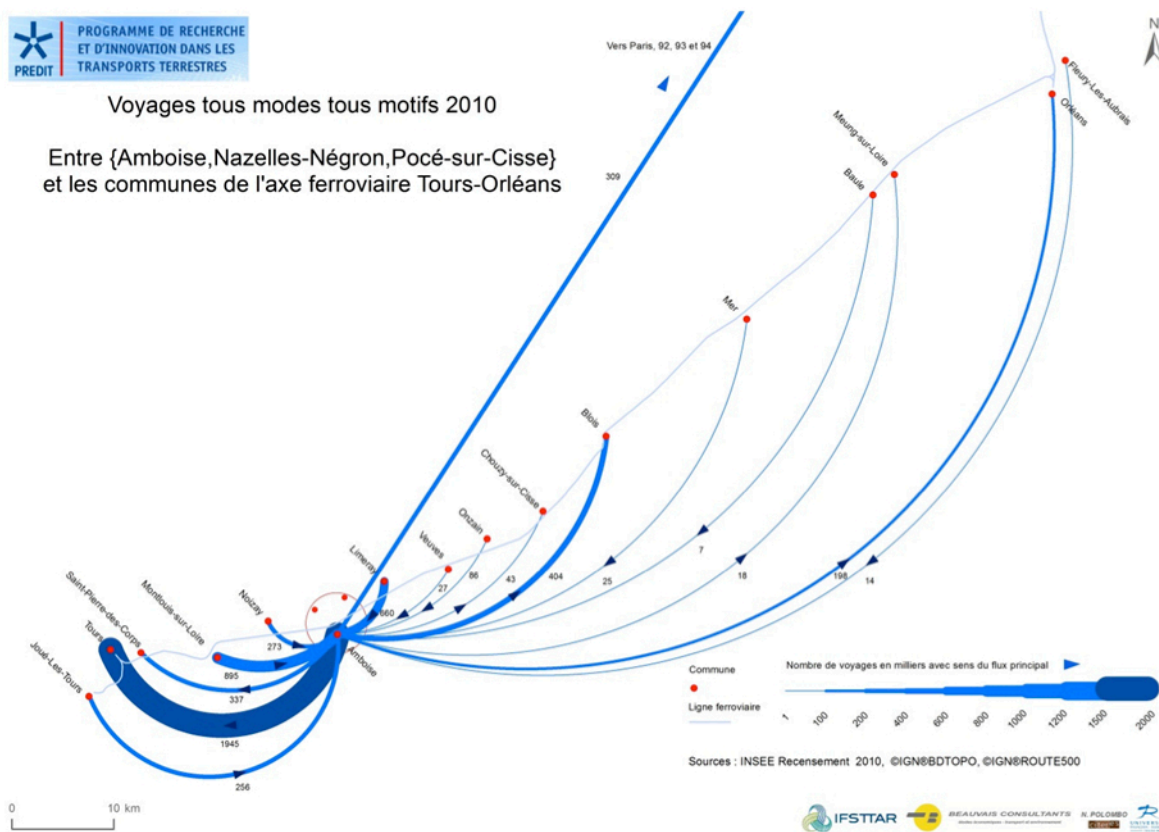 PREDIT
PROGRAMME DE RECHERCHE
ET D'INNOVATION DANS LES
TRANSPORTS TERRESTRES
Voyages tous modes tous motifs 2010
Entre {Amboise,Nazelles-Négron,Pocé-sur-Cisse}
et les communes de l'axe ferroviaire Tours-Orléans
Vers Paris, 92, 93 et 94
N
309
Fleury-Les-Aubrais
Orléans
Meung-sur-Loire
Baule
Mer
Blois
Chouzy-sur-Cisse
Onzain
Veuves
Limeray
Noizay
Montlouis-sur-Loire
Saint-Pierre-des-Corps
Tours
Joué-Les-Tours
Amboise
7
18
198
14
25
404
43
86
27
660
273
895
337
1945
256
Commune
Ligne ferroviaire
Nombre de voyages en milliers avec sens du flux principal
1
100
200
400
600
800
1000
1200
1500
2000
Sources : INSEE Recensement 2010, ©IGN®BDTOPO, ©IGN®ROUTE500
0
10 km
IFSTTAR
BEAUVAIS CONSULTANTS
N. POLOMBO